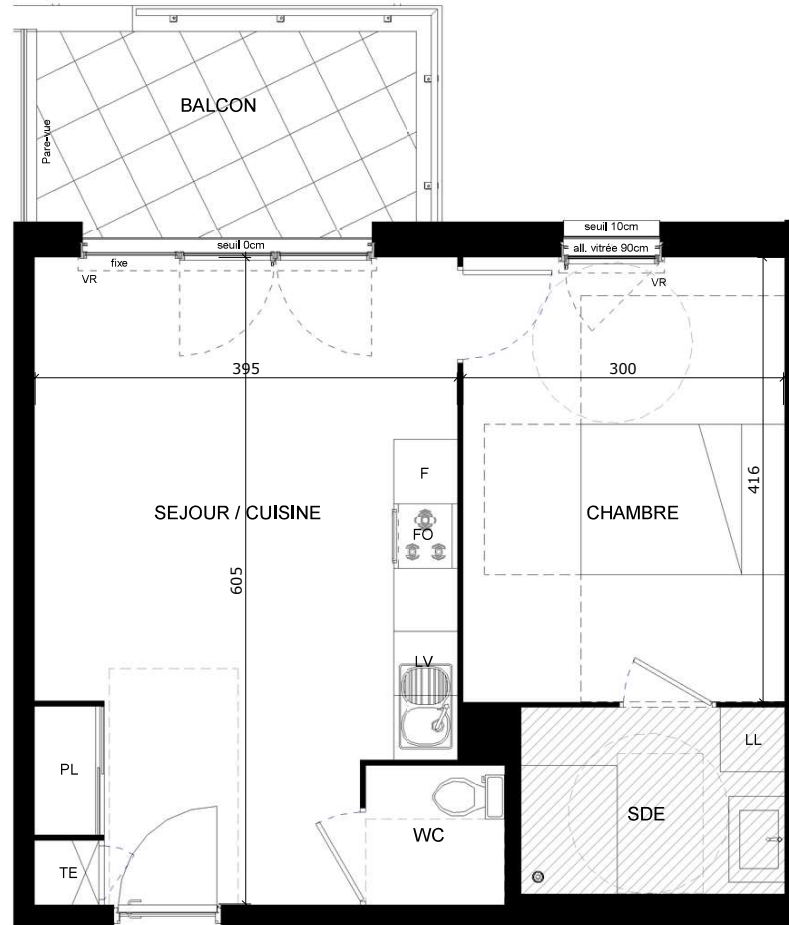 BALCON
Pare-vue
seuil 0cm
seuil 10cm
all. vitrée 90cm
fixe
VR
VR
395
300
F
416
SEJOUR / CUISINE
FO
CHAMBRE
605
LV
PL
LL
WC
SDE
TE